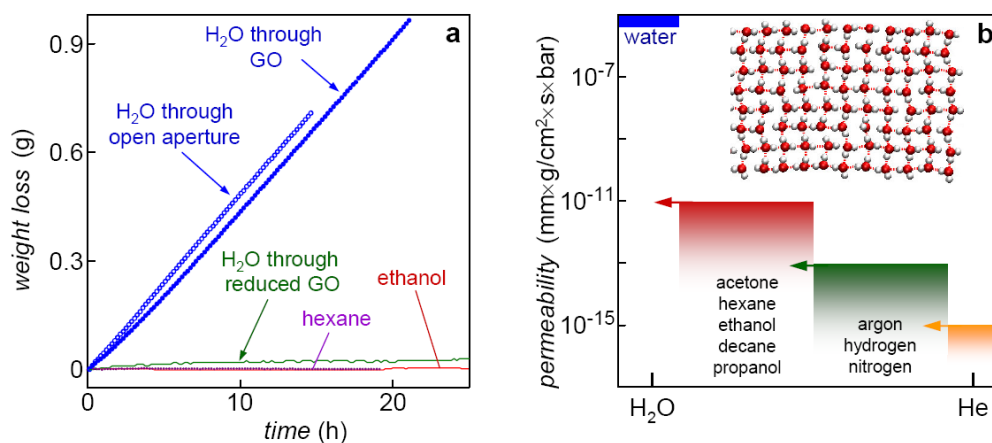 a
0.9
0.6
0.3
0
weight loss (g)
H₂O through
GO
H₂O through
open aperture
H₂O through
reduced GO
hexane
ethanol
0
10
20
time (h)
b
water
10⁻⁷
10⁻¹¹
10⁻¹⁵
permeability (mm×g/cm²×s×bar)
acetone
hexane
ethanol
decane
propanol
argon
hydrogen
nitrogen
H₂O
He